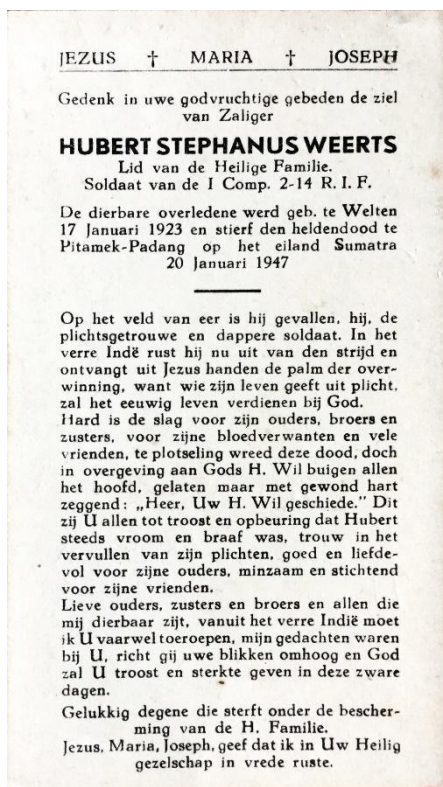 JEZUS † MARIA † JOSEPH
Gedenk in uwe godvruchtige gebeden de ziel
van Zaliger
HUBERT STEPHANUS WEERTS
Lid van de Heilige Familie.
Soldaat van de I Comp. 2-14 R. I. F.
De dierbare overledene werd geb. te Welten
17 Januari 1923 en stierf den heldendood te
Pitamek-Padang op het eiland Sumatra
20 Januari 1947
Op het veld van eer is hij gevallen, hij, de
plichtsgetrouwe en dappere soldaat. In het
verre Indë rust hij nu uit van den strijd en
ontvangt uit Jezus handen de palm der over-
winning, want wie zijn leven geeft uit plicht,
zal het eeuwig leven verdienen bij God.
Hard is de slag voor zijn ouders, broers en
zusters, voor zijne bloedverwanten en vele
vrienden, te plotseling wreed deze dood, doch
in overgeving aan Gods H. Wil buigen allen
het hoofd, gelaten maar met gewond hart
zeggend: „Heer, Uw H. Wil geschiede." Dit
zij U allen tot troost en opbeuring dat Hubert
steeds vroom en braaf was, trouw in het
vervullen van zijn plichten, goed en liefde-
vol voor zijne ouders, minzaam en stichtend
voor zijne vrienden.
Lieve ouders, zusters en broers en allen die
mij dierbaar zijt, vanuit het verre Indië moet
ik U vaarwel toeroepen, mijn gedachten waren
bij U, richt gij uwe blikken omhoog en God
zal U troost en sterkte geven in deze zware
dagen.
Gelukkig degene die sterft onder de bescher-
ming van de H. Familie.
Jezus, Maria, Joseph, geef dat ik in Uw Heilig
gezelschap in vrede ruste.